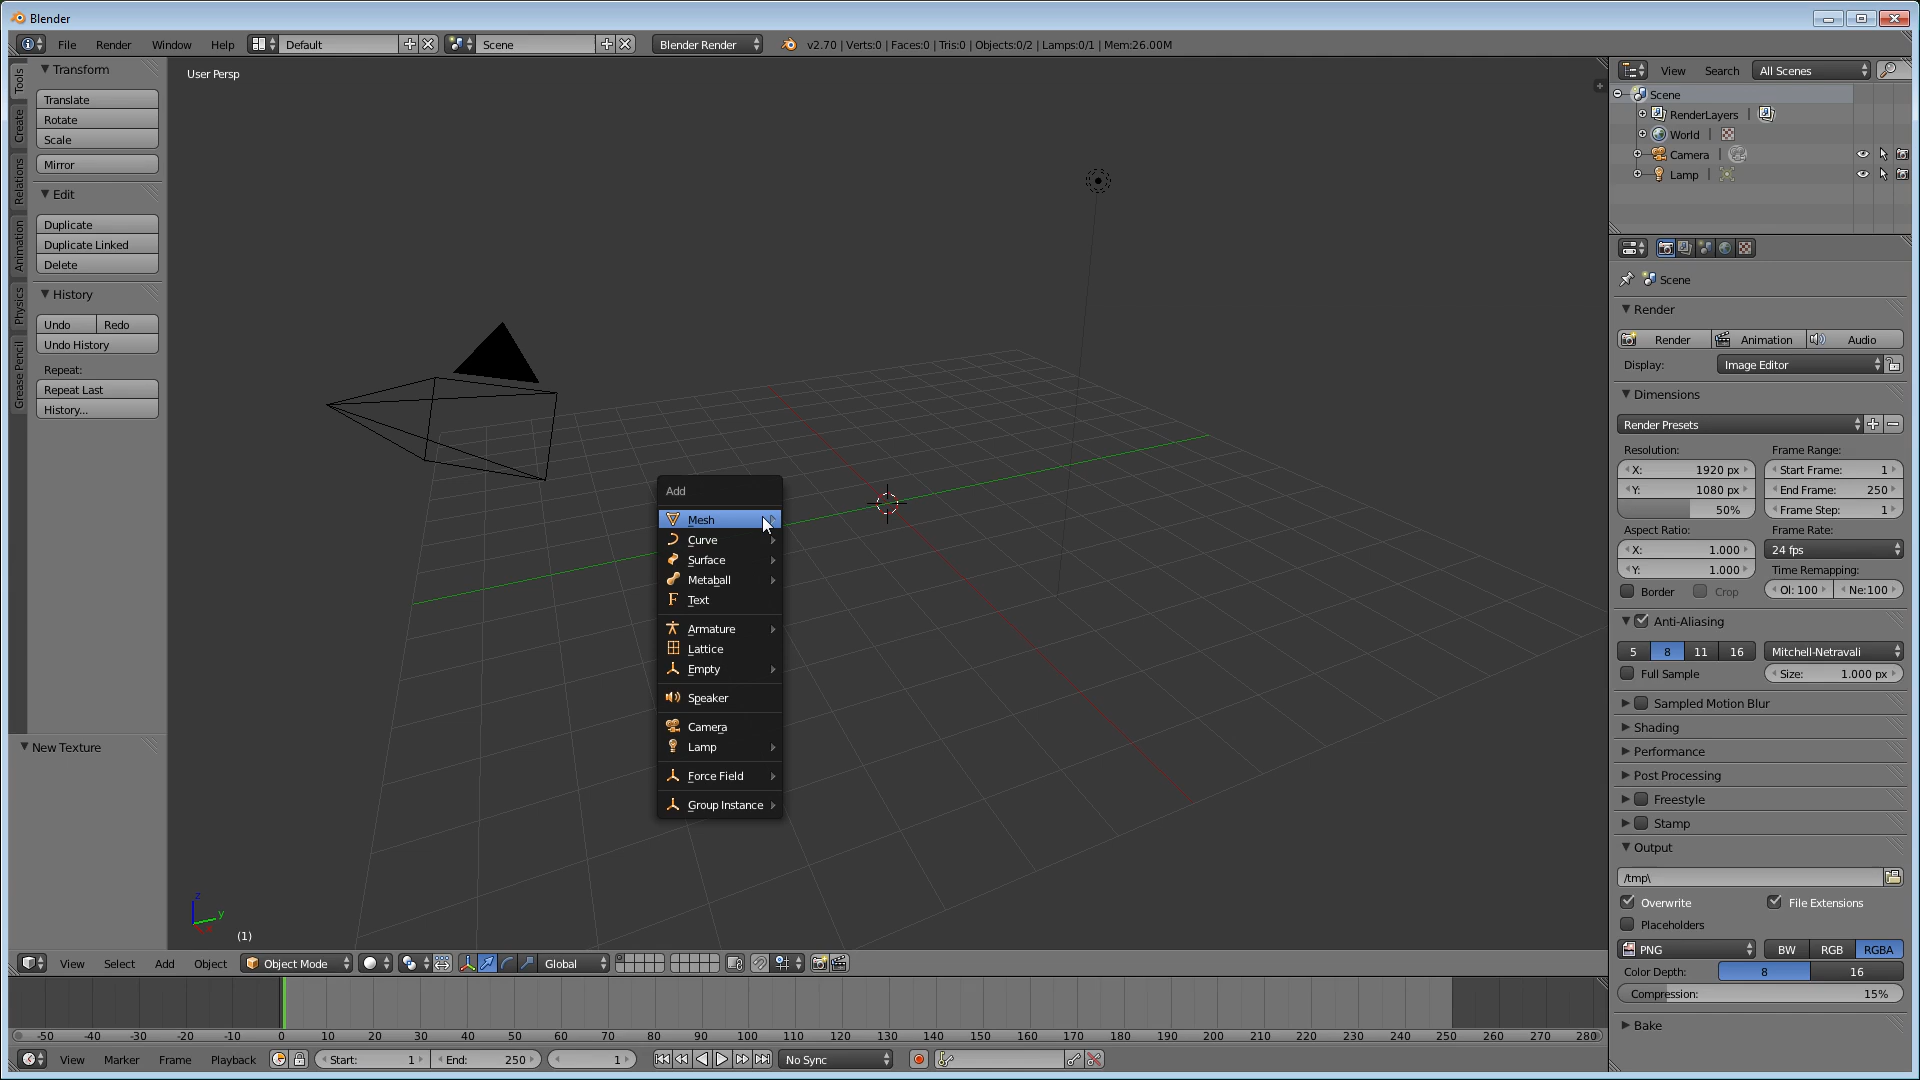 Blender
File Render Window Help Default Scene Blender Render v2.70 | Verts:0 | Faces:0 | Tris:0 | Objects:0/2 | Lamps:0/1 | Mem:26.00M
Tools
Create
Relations
Animation
Physics
Grease Pencil
Transform
Translate
Rotate
Scale
Mirror
Edit
Duplicate
Duplicate Linked
Delete
History
Undo Redo
Undo History
Repeat:
Repeat Last
History...
New Texture
User Persp
Add
Mesh
Curve
Surface
Metaball
Text
Armature
Lattice
Empty
Speaker
Camera
Lamp
Force Field
Group Instance
z
y
x
(1)
View Select Add Object Object Mode Global
-50 -40 -30 -20 -10 0 10 20 30 40 50 60 70 80 90 100 110 120 130 140 150 160 170 180 190 200 210 220 230 240 250 260 270 280
View Marker Frame Playback Start: 1 End: 250 1 No Sync
View Search All Scenes
Scene
RenderLayers |
World |
Camera |
Lamp |
Scene
Render
Render Animation Audio
Display: Image Editor
Dimensions
Render Presets
Resolution: Frame Range:
X: 1920 px Start Frame: 1
Y: 1080 px End Frame: 250
50% Frame Step: 1
Aspect Ratio: Frame Rate:
X: 1.000 24 fps
Y: 1.000 Time Remapping:
Border Crop Ol: 100 Ne:100
Anti-Aliasing
5 8 11 16 Mitchell-Netravali
Full Sample Size: 1.000 px
Sampled Motion Blur
Shading
Performance
Post Processing
Freestyle
Stamp
Output
/tmp\
Overwrite File Extensions
Placeholders
PNG BW RGB RGBA
Color Depth: 8 16
Compression: 15%
Bake